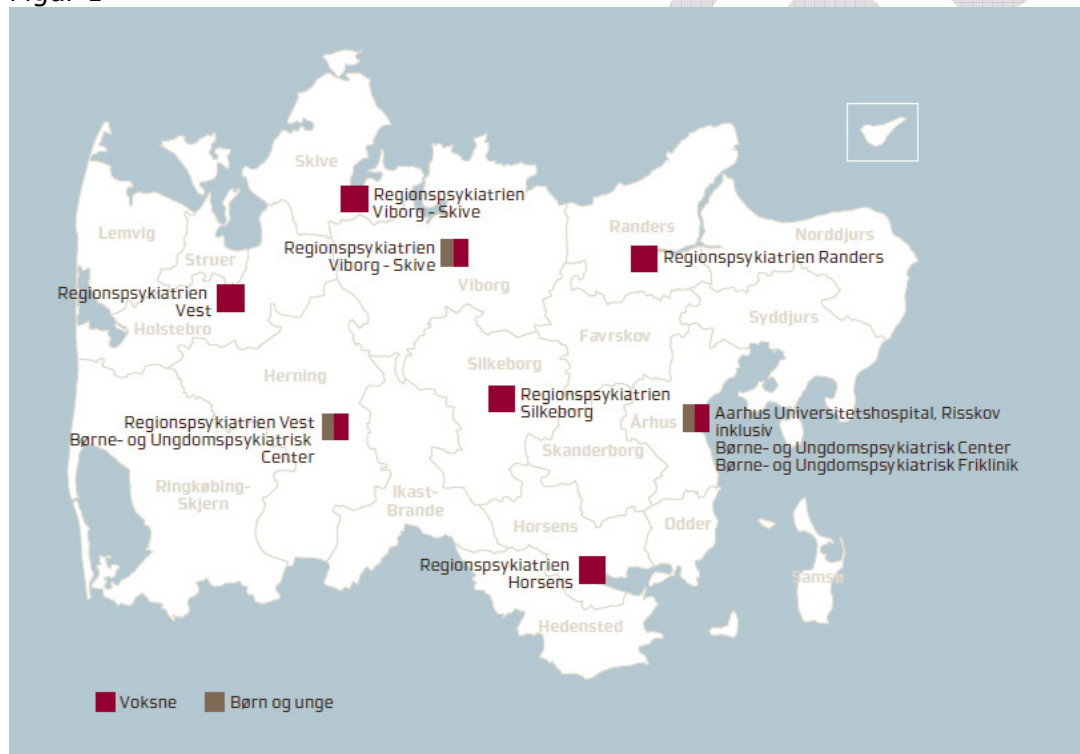 Skive
Regionspsykiatrien
Viborg - Skive
Lemvig
Struer
Regionspsykiatrien
Viborg - Skive
Viborg
Randers
Norddjurs
Regionspsykiatrien Randers
Regionspsykiatrien
Vest
Holstebro
Syddjurs
Favrskov
Herning
Silkeborg
Regionspsykiatrien
Silkeborg
Regionspsykiatrien Vest
Børne- og Ungdomspsykiatrisk
Center
Århus
Aarhus Universitetshospital, Risskov
inklusiv
Børne- og Ungdomspsykiatrisk Center
Børne- og Ungdomspsykiatrisk Friklinik
Skanderborg
Ringkøbing-
Skjern
Ikast-
Brande
Horsens
Odder
Regionspsykiatrien
Horsens
Samsø
Hedensted
Voksne
Børn og unge